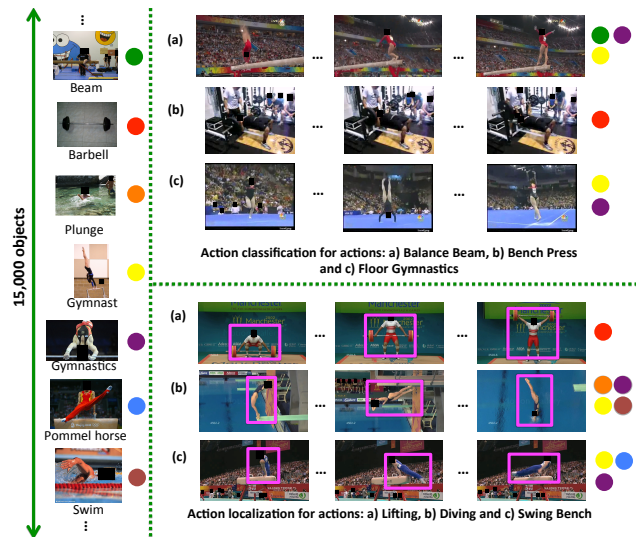 15,000 objects
...
Beam
Barbell
Plunge
Gymnast
Gymnastics
Pommel horse
Swim
...
(a) ... ...
(b) ... ...
(c) ... ...
Action classification for actions: a) Balance Beam, b) Bench Press
and c) Floor Gymnastics
(a) ... ...
Manchester
(b) ... ...
(c) ... ...
Action localization for actions: a) Lifting, b) Diving and c) Swing Bench